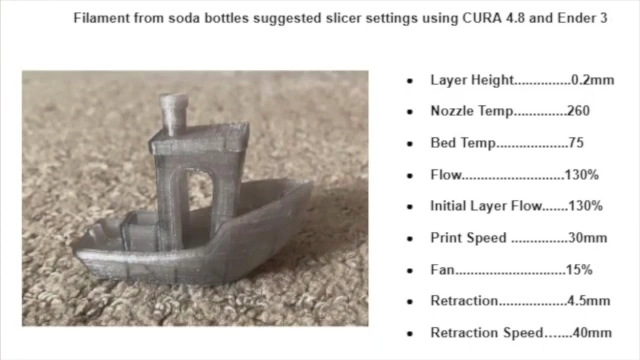 Filament from soda bottles suggested slicer settings using CURA 4.8 and Ender 3
• Layer Height...............0.2mm
• Nozzle Temp..............260
• Bed Temp...................75
• Flow...........................130%
• Initial Layer Flow.......130%
• Print Speed ...............30mm
• Fan.............................15%
• Retraction..................4.5mm
• Retraction Speed.......40mm